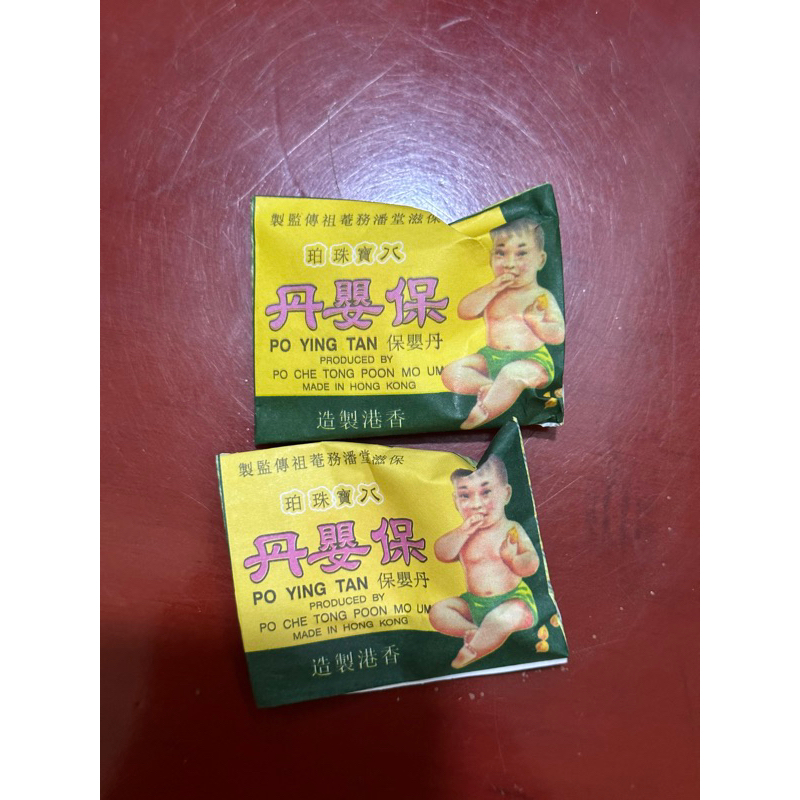 保滋堂潘務菴祖傳監製
八寶珠珀
保嬰丹
PO YING TAN 保嬰丹
PRODUCED BY
PO CHE TONG POON MO UM
MADE IN HONG KONG
香港製造
保滋堂潘務菴祖傳監製
八寶珠珀
保嬰丹
PO YING TAN 保嬰丹
PRODUCED BY
PO CHE TONG POON MO UM
MADE IN HONG KONG
香港製造